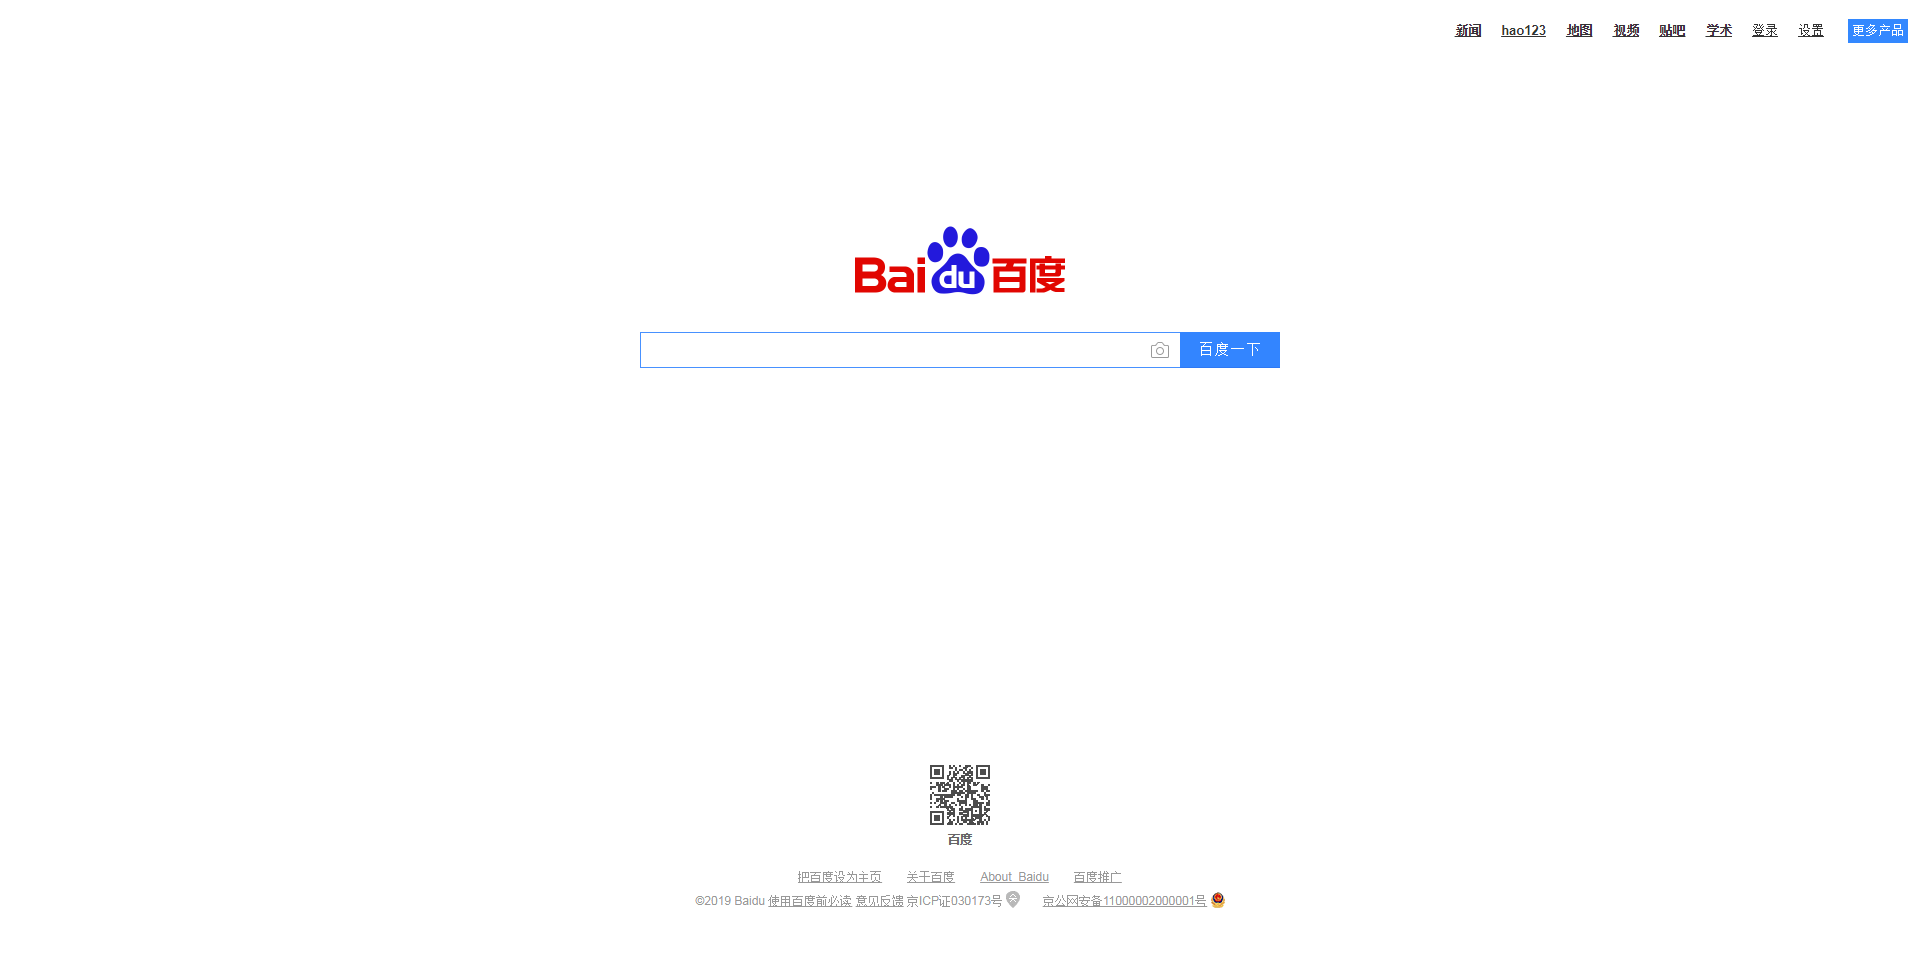 新闻 hao123 地图 视频 贴吧 学术 登录 设置 更多产品
Baidu百度
百度一下
百度
把百度设为主页 关于百度 About Baidu 百度推广
©2019 Baidu 使用百度前必读 意见反馈 京ICP证030173号 京公网安备11000002000001号